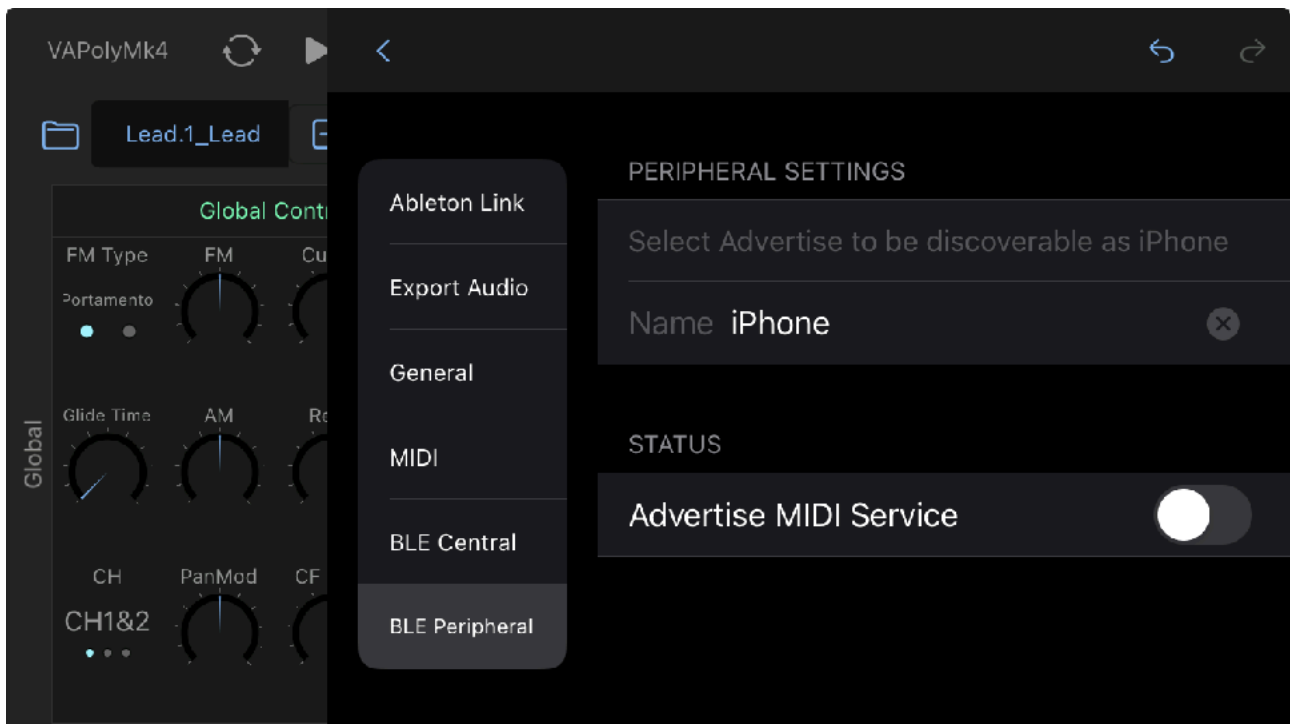 VAPolyMk4
Lead.1_Lead
Global Contr
FM Type
FM
Cu
Portamento
Glide Time
AM
Re
Global
CH
PanMod
CF
CH1&2
Ableton Link
Export Audio
General
MIDI
BLE Central
BLE Peripheral
PERIPHERAL SETTINGS
Select Advertise to be discoverable as iPhone
Name iPhone
STATUS
Advertise MIDI Service